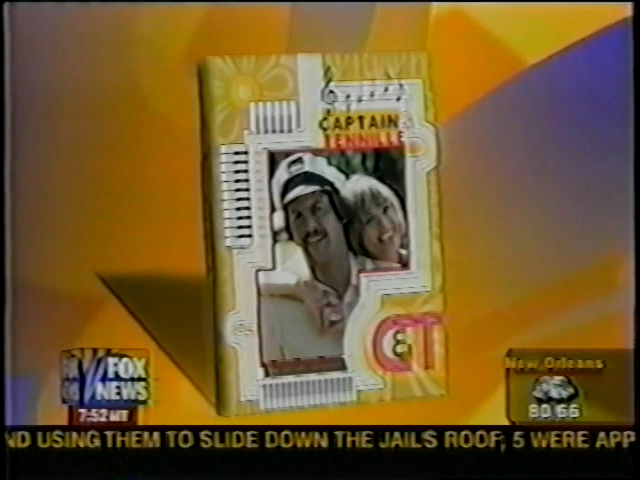 CAPTAIN &
TENNILLE
C&T
FOX
NEWS
7:52 MT
New Orleans
80 66
ND USING THEM TO SLIDE DOWN THE JAIL'S ROOF; 5 WERE APP